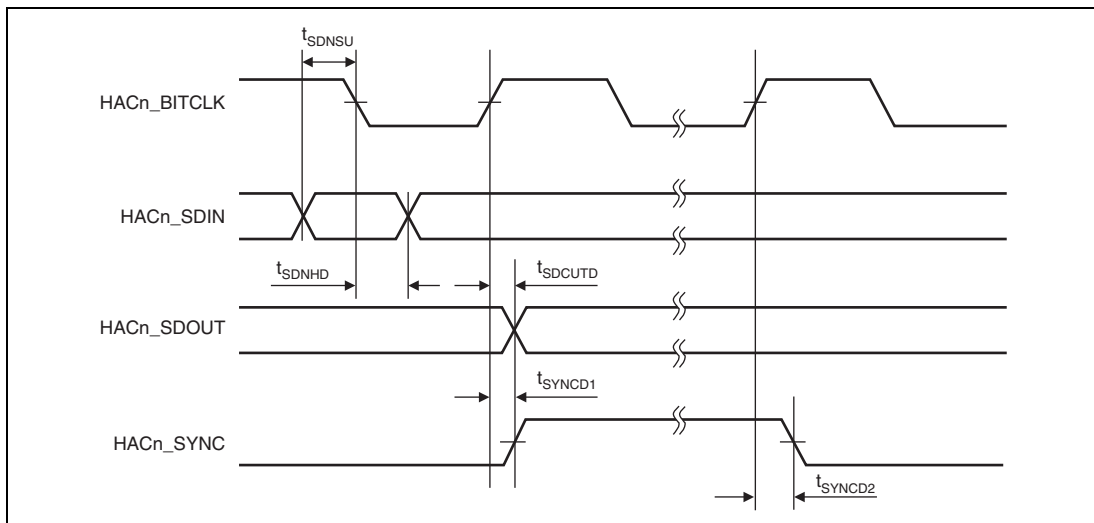 tSDNSU
HACn_BITCLK
HACn_SDIN
tSDNHD
tSDCUTD
HACn_SDOUT
tSYNCD1
HACn_SYNC
tSYNCD2